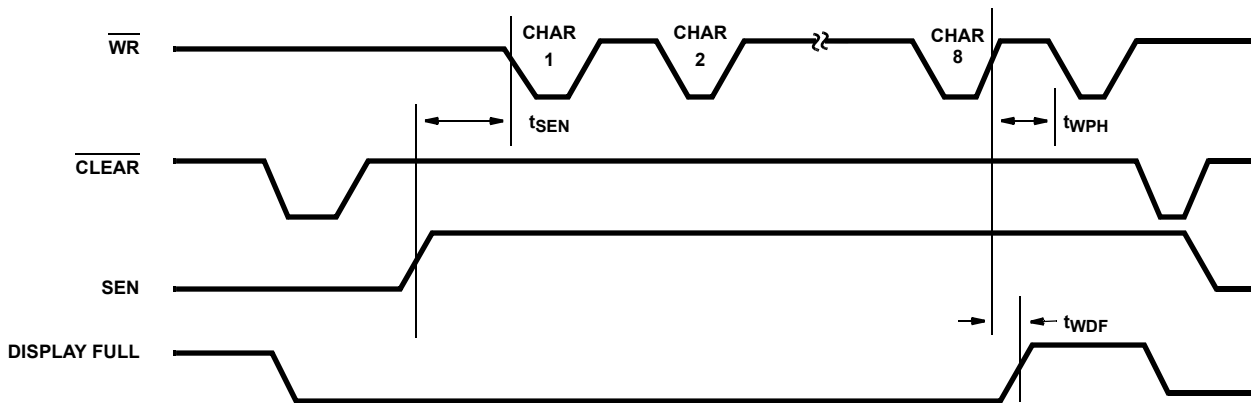 WR
CHAR
1
CHAR
2
CHAR
8
tSEN
tWPH
CLEAR
SEN
tWDF
DISPLAY FULL